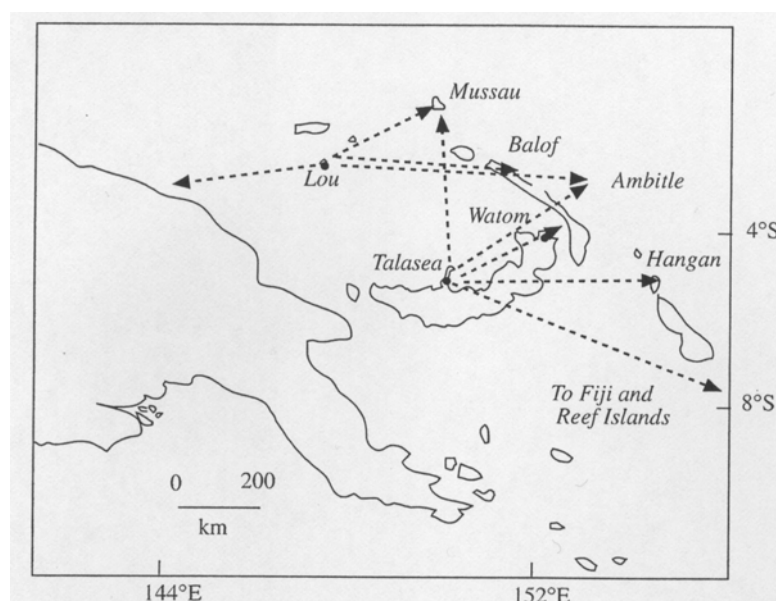 Mussau
Balof
Lou
Ambitle
Watom
4°S
Talasea
Hangan
To Fiji and
Reef Islands
8°S
0 200
km
144°E 152°E